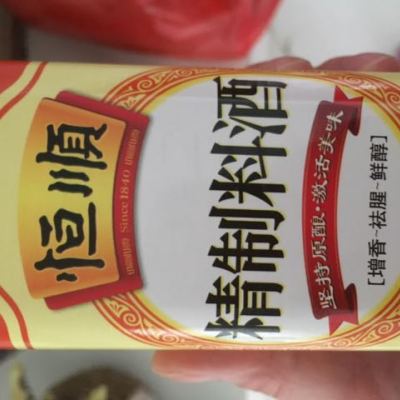 恒順
Since1840
精制料酒
坚持原酿·激活美味
[增香~祛腥~鲜醇]